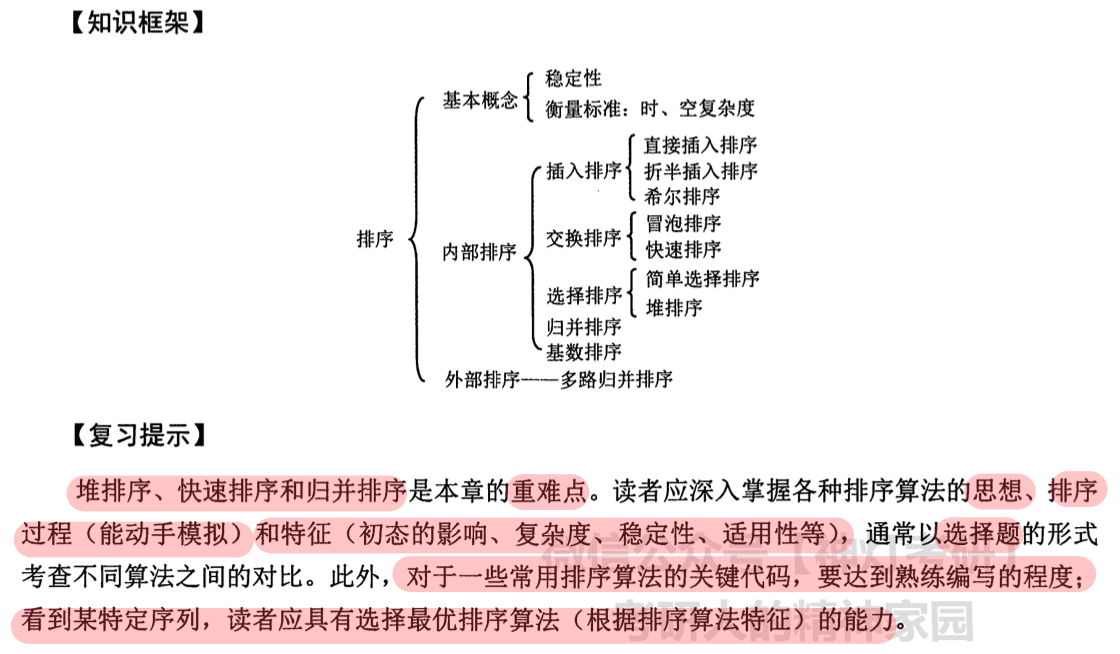 【知识框架】
稳定性
基本概念
衡量标准：时、空复杂度
直接插入排序
插入排序
折半插入排序
希尔排序
冒泡排序
排序
交换排序
内部排序
快速排序
简单选择排序
选择排序
堆排序
归并排序
基数排序
外部排序——多路归并排序
【复习提示】
堆排序、快速排序和归并排序是本章的重难点。读者应深入掌握各种排序算法的思想、排序
过程（能动手模拟）和特征（初态的影响、复杂度、稳定性、适用性等），通常以选择题的形式
考查不同算法之间的对比。此外，对于一些常用排序算法的关键代码，要达到熟练编写的程度；
看到某特定序列，读者应具有选择最优排序算法（根据排序算法特征）的能力。
考研人的精神家园